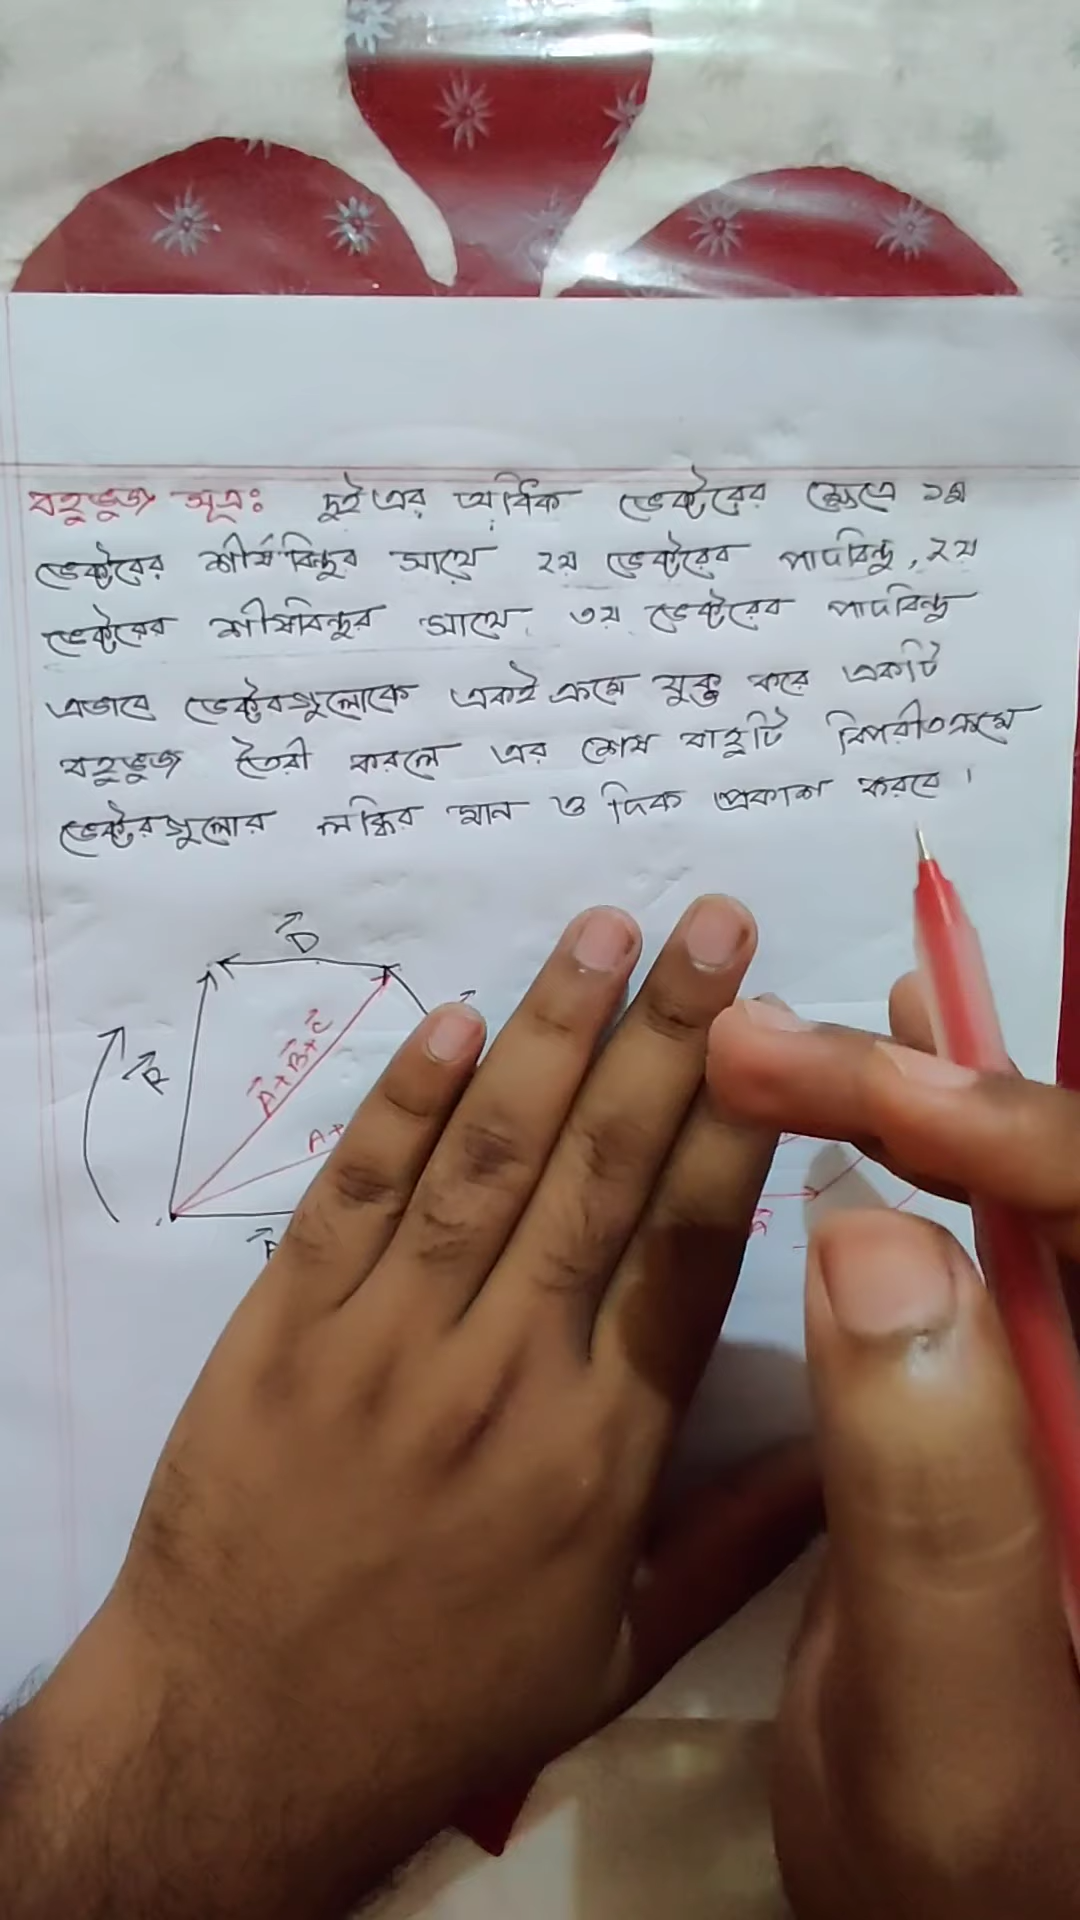 বহুভুজ সূত্রঃ দুই এর অধিক ভেক্টরের ক্ষেত্রে ১ম
ভেক্টরের শীর্ষবিন্দুর সাথে ২য় ভেক্টরের পাদবিন্দু, ২য়
ভেক্টরের শীর্ষবিন্দুর সাথে ৩য় ভেক্টরের পাদবিন্দু
এভাবে ভেক্টরগুলোকে একই ক্রমে যুক্ত করে একটি
বহুভুজ তৈরী করলে এর শেষ বাহুটি বিপরীতক্রমে
ভেক্টরগুলোর লব্ধির মান ও দিক প্রকাশ করবে।
D⃗
R⃗
A⃗+B⃗+C⃗
A+